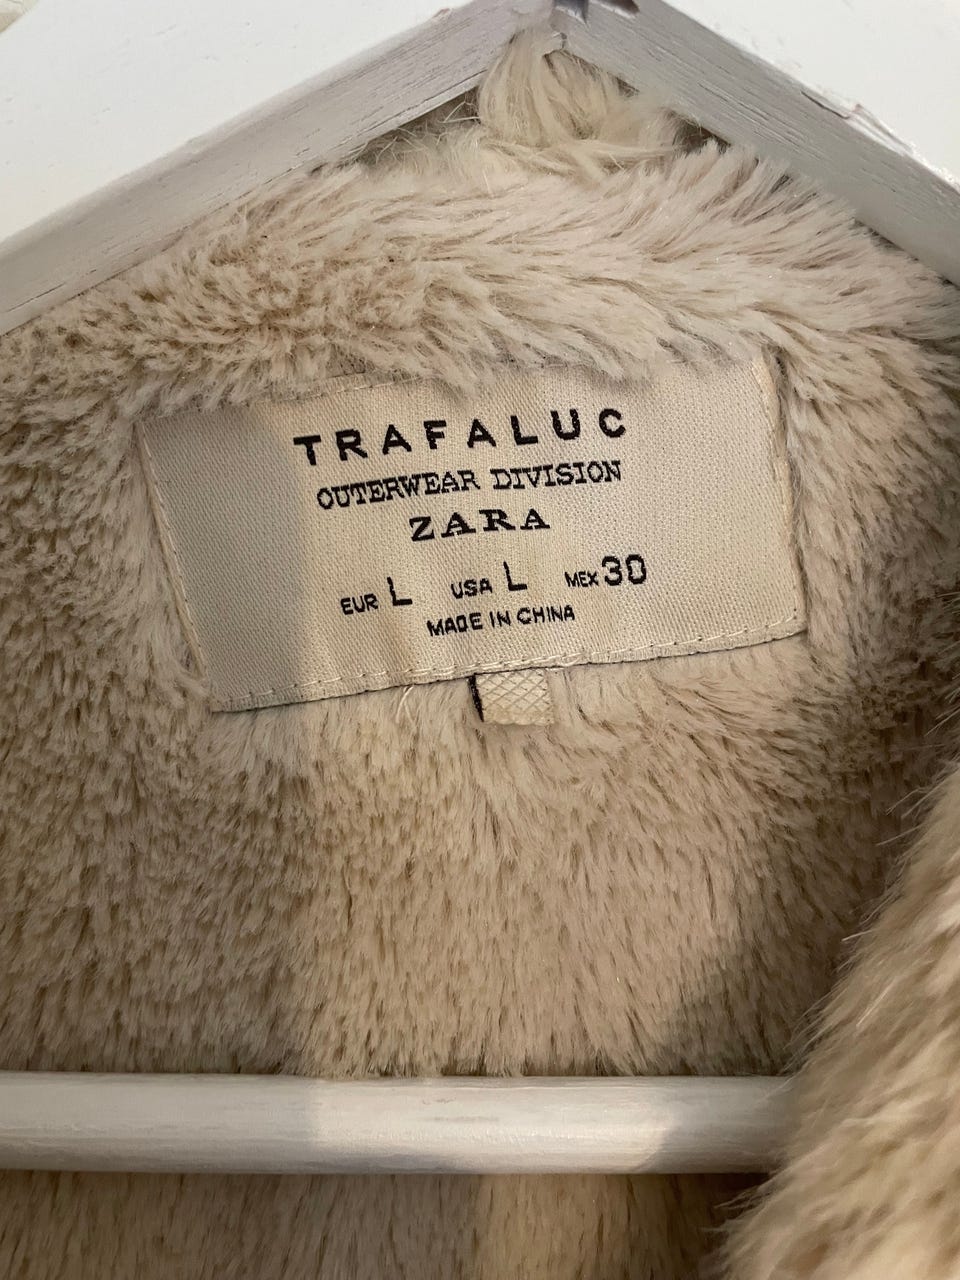 TRAFALUC
OUTERWEAR DIVISION
ZARA
EUR L USA L MEX 30
MADE IN CHINA